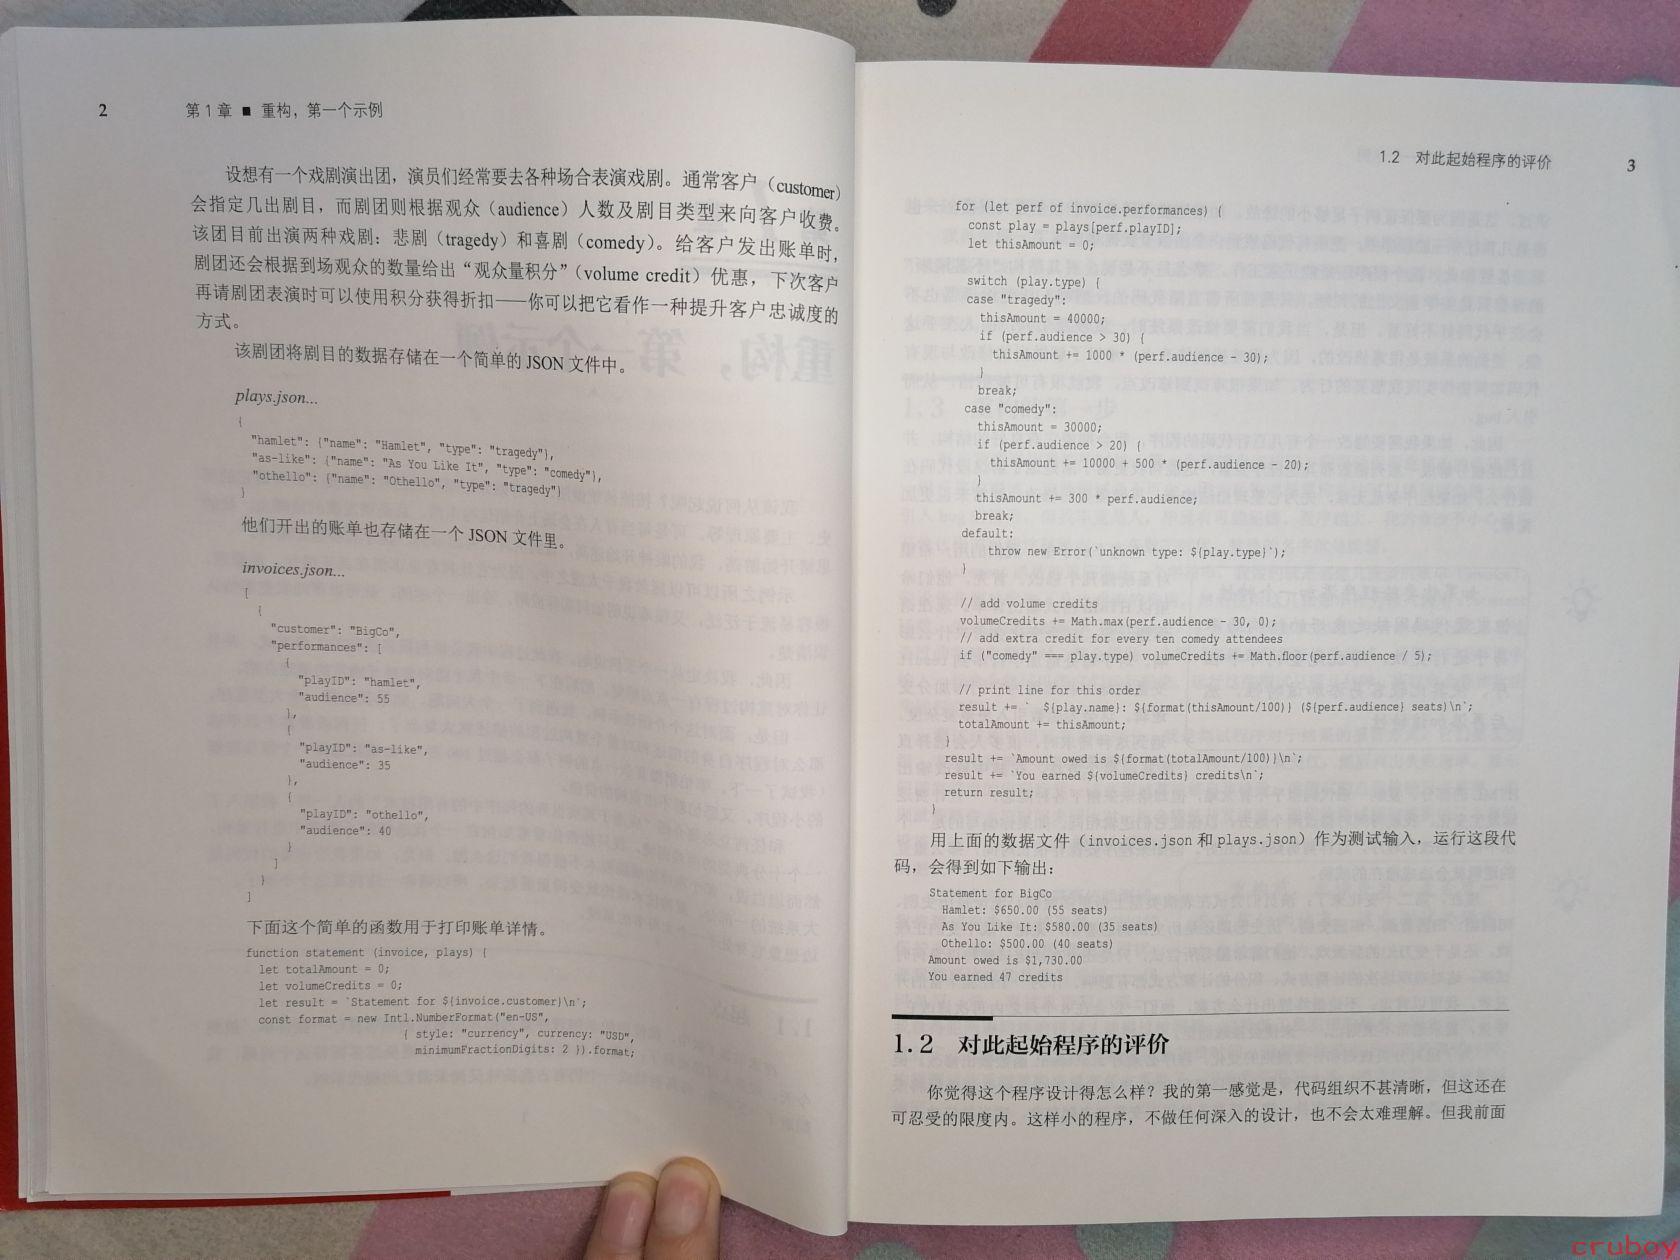 2 第 1 章 ■ 重构，第一个示例
设想有一个戏剧演出团，演员们经常要去各种场合表演戏剧。通常客户（customer）
会指定几出剧目，而剧团则根据观众（audience）人数及剧目类型来向客户收费。
该团目前出演两种戏剧：悲剧（tragedy）和喜剧（comedy）。给客户发出账单时，
剧团还会根据到场观众的数量给出“观众量积分”（volume credit）优惠，下次客户
再请剧团表演时可以使用积分获得折扣——你可以把它看作一种提升客户忠诚度的
方式。
该剧团将剧目的数据存储在一个简单的 JSON 文件中。
plays.json...
{
"hamlet": {"name": "Hamlet", "type": "tragedy"},
"as-like": {"name": "As You Like It", "type": "comedy"},
"othello": {"name": "Othello", "type": "tragedy"}
}
他们开出的账单也存储在一个 JSON 文件里。
invoices.json...
[
{
"customer": "BigCo",
"performances": [
{
"playID": "hamlet",
"audience": 55
},
{
"playID": "as-like",
"audience": 35
},
{
"playID": "othello",
"audience": 40
}
]
}
]
下面这个简单的函数用于打印账单详情。
function statement (invoice, plays) {
let totalAmount = 0;
let volumeCredits = 0;
let result = `Statement for ${invoice.customer}\n`;
const format = new Intl.NumberFormat("en-US",
{ style: "currency", currency: "USD",
minimumFractionDigits: 2 }).format;
1.2 对此起始程序的评价 3
for (let perf of invoice.performances) {
const play = plays[perf.playID];
let thisAmount = 0;
switch (play.type) {
case "tragedy":
thisAmount = 40000;
if (perf.audience > 30) {
thisAmount += 1000 * (perf.audience - 30);
}
break;
case "comedy":
thisAmount = 30000;
if (perf.audience > 20) {
thisAmount += 10000 + 500 * (perf.audience - 20);
}
thisAmount += 300 * perf.audience;
break;
default:
throw new Error(`unknown type: ${play.type}`);
}
// add volume credits
volumeCredits += Math.max(perf.audience - 30, 0);
// add extra credit for every ten comedy attendees
if ("comedy" === play.type) volumeCredits += Math.floor(perf.audience / 5);
// print line for this order
result += `  ${play.name}: ${format(thisAmount/100)} (${perf.audience} seats)\n`;
totalAmount += thisAmount;
}
result += `Amount owed is ${format(totalAmount/100)}\n`;
result += `You earned ${volumeCredits} credits\n`;
return result;
}
用上面的数据文件（invoices.json 和 plays.json）作为测试输入，运行这段代
码，会得到如下输出：
Statement for BigCo
Hamlet: $650.00 (55 seats)
As You Like It: $580.00 (35 seats)
Othello: $500.00 (40 seats)
Amount owed is $1,730.00
You earned 47 credits
1.2 对此起始程序的评价
你觉得这个程序设计得怎么样？我的第一感觉是，代码组织不甚清晰，但这还在
可忍受的限度内。这样小的程序，不做任何深入的设计，也不会太难理解。但我前面
cruboy